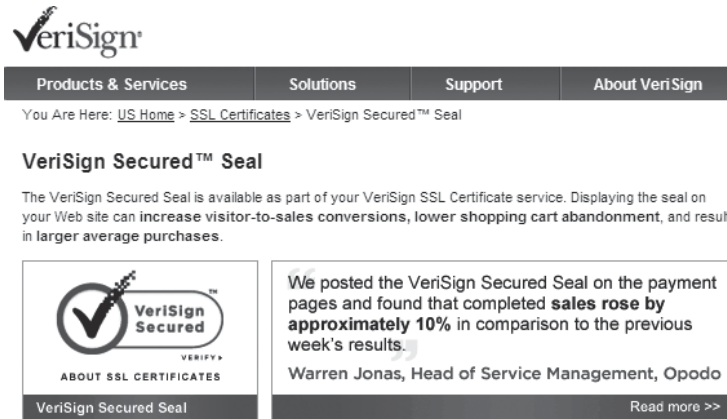 VeriSign
Products & Services Solutions Support About VeriSign
You Are Here: US Home > SSL Certificates > VeriSign Secured™ Seal
VeriSign Secured™ Seal
The VeriSign Secured Seal is available as part of your VeriSign SSL Certificate service. Displaying the seal on
your Web site can increase visitor-to-sales conversions, lower shopping cart abandonment, and result
in larger average purchases.
VeriSign™
Secured
VERIFY▸
ABOUT SSL CERTIFICATES
VeriSign Secured Seal
“We posted the VeriSign Secured Seal on the payment
pages and found that completed sales rose by
approximately 10% in comparison to the previous
week's results.”
Warren Jonas, Head of Service Management, Opodo
Read more >>